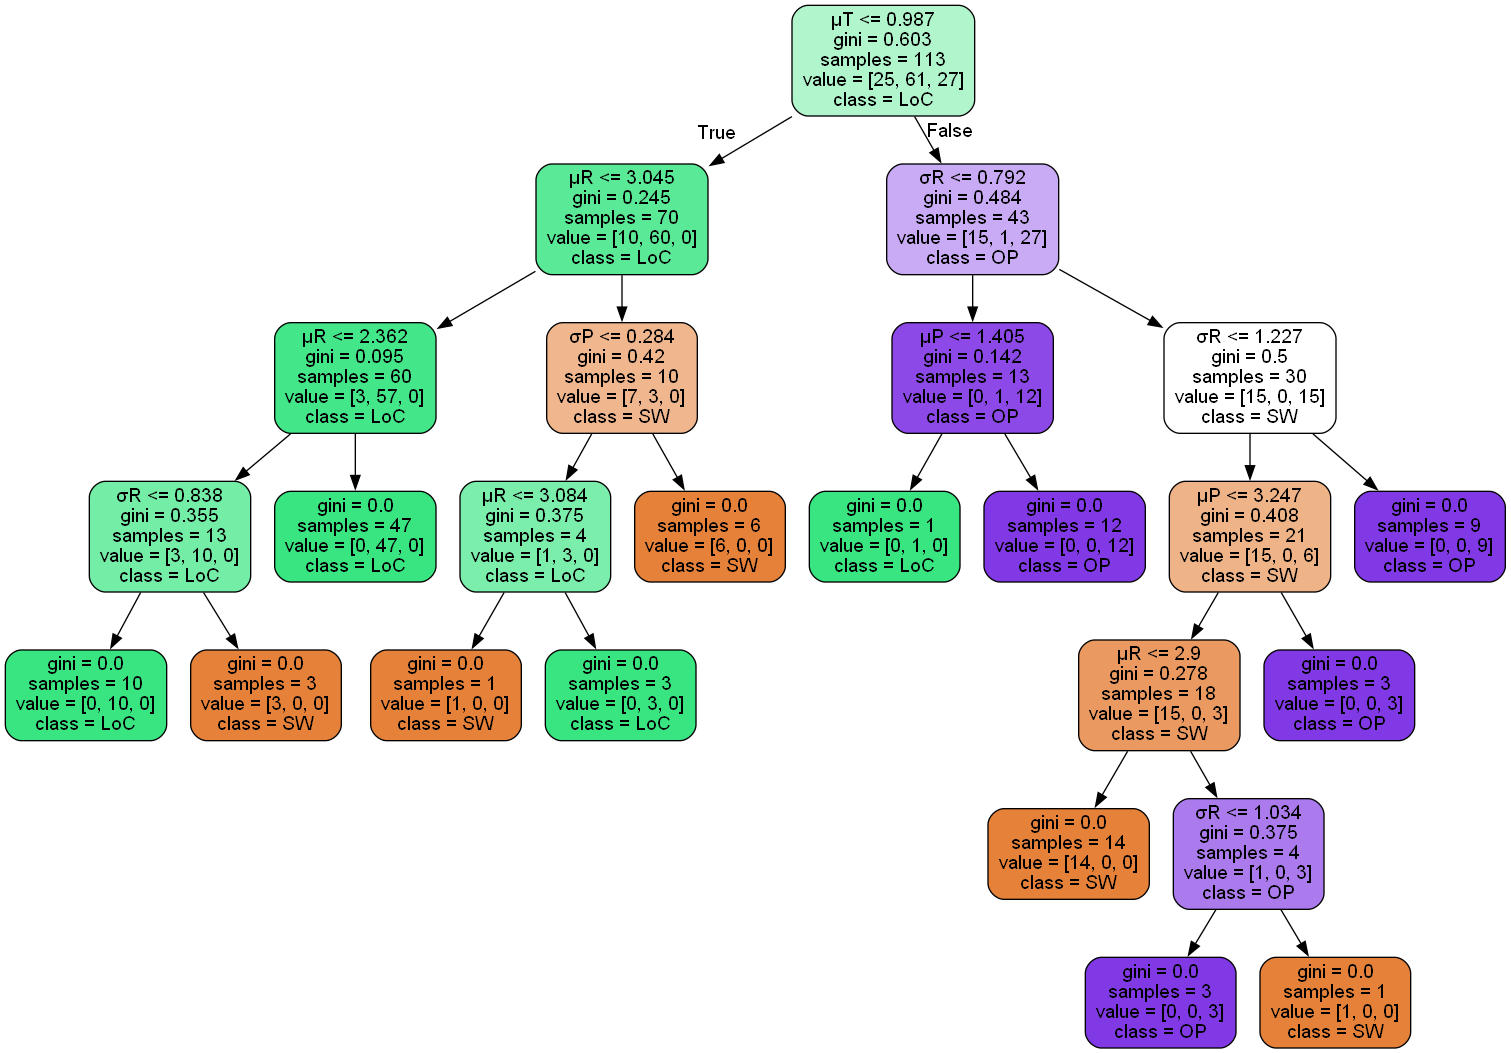 µT <= 0.987
gini = 0.603
samples = 113
value = [25, 61, 27]
class = LoC
True
False
µR <= 3.045
gini = 0.245
samples = 70
value = [10, 60, 0]
class = LoC
σR <= 0.792
gini = 0.484
samples = 43
value = [15, 1, 27]
class = OP
µR <= 2.362
gini = 0.095
samples = 60
value = [3, 57, 0]
class = LoC
σP <= 0.284
gini = 0.42
samples = 10
value = [7, 3, 0]
class = SW
µP <= 1.405
gini = 0.142
samples = 13
value = [0, 1, 12]
class = OP
σR <= 1.227
gini = 0.5
samples = 30
value = [15, 0, 15]
class = SW
σR <= 0.838
gini = 0.355
samples = 13
value = [3, 10, 0]
class = LoC
gini = 0.0
samples = 47
value = [0, 47, 0]
class = LoC
µR <= 3.084
gini = 0.375
samples = 4
value = [1, 3, 0]
class = LoC
gini = 0.0
samples = 6
value = [6, 0, 0]
class = SW
gini = 0.0
samples = 1
value = [0, 1, 0]
class = LoC
gini = 0.0
samples = 12
value = [0, 0, 12]
class = OP
µP <= 3.247
gini = 0.408
samples = 21
value = [15, 0, 6]
class = SW
gini = 0.0
samples = 9
value = [0, 0, 9]
class = OP
gini = 0.0
samples = 10
value = [0, 10, 0]
class = LoC
gini = 0.0
samples = 3
value = [3, 0, 0]
class = SW
gini = 0.0
samples = 1
value = [1, 0, 0]
class = SW
gini = 0.0
samples = 3
value = [0, 3, 0]
class = LoC
µR <= 2.9
gini = 0.278
samples = 18
value = [15, 0, 3]
class = SW
gini = 0.0
samples = 3
value = [0, 0, 3]
class = OP
gini = 0.0
samples = 14
value = [14, 0, 0]
class = SW
σR <= 1.034
gini = 0.375
samples = 4
value = [1, 0, 3]
class = OP
gini = 0.0
samples = 3
value = [0, 0, 3]
class = OP
gini = 0.0
samples = 1
value = [1, 0, 0]
class = SW